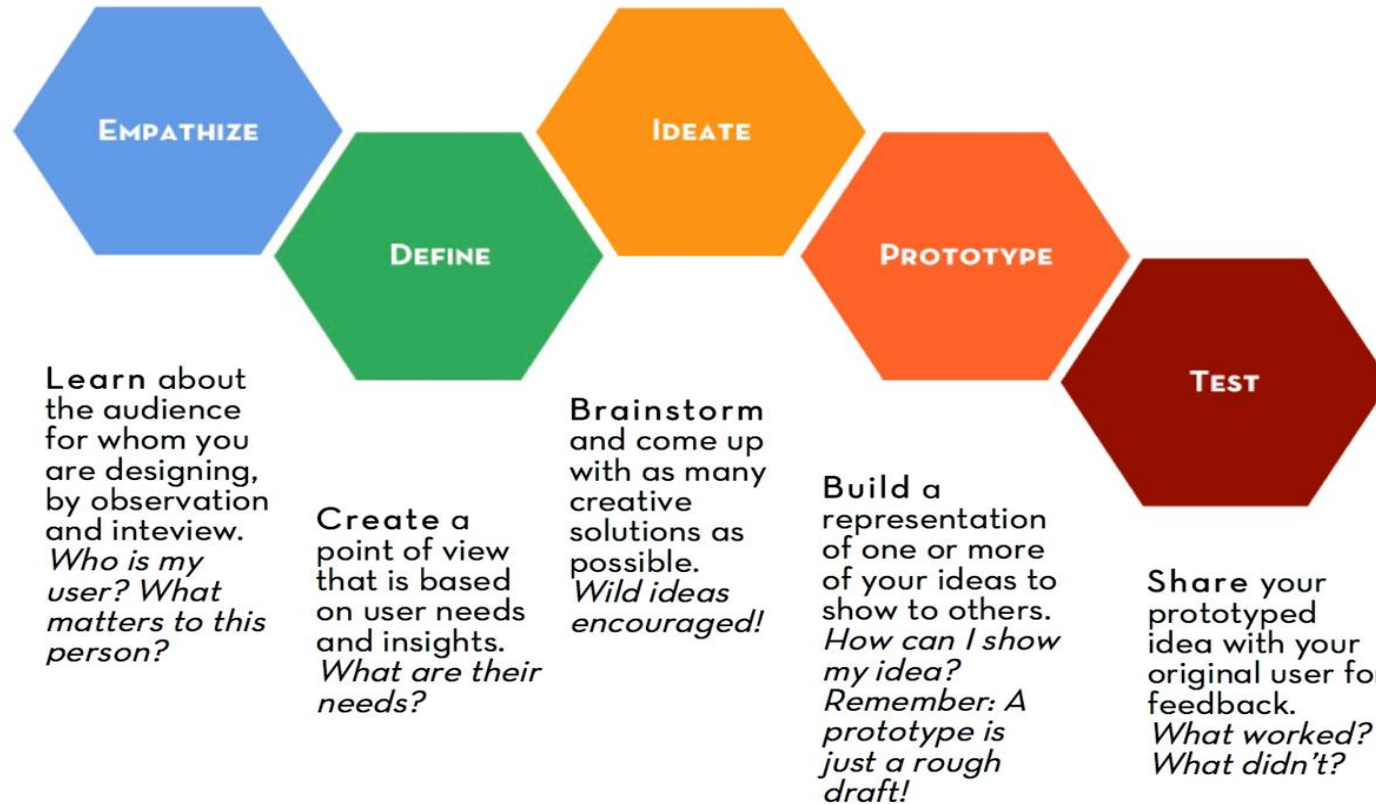 EMPATHIZE
Learn about
the audience
for whom you
are designing,
by observation
and inteview.
Who is my
user? What
matters to this
person?
DEFINE
Create a
point of view
that is based
on user needs
and insights.
What are their
needs?
IDEATE
Brainstorm
and come up
with as many
creative
solutions as
possible.
Wild ideas
encouraged!
PROTOTYPE
Build a
representation
of one or more
of your ideas to
show to others.
How can I show
my idea?
Remember: A
prototype is
just a rough
draft!
TEST
Share your
prototyped
idea with your
original user for
feedback.
What worked?
What didn't?